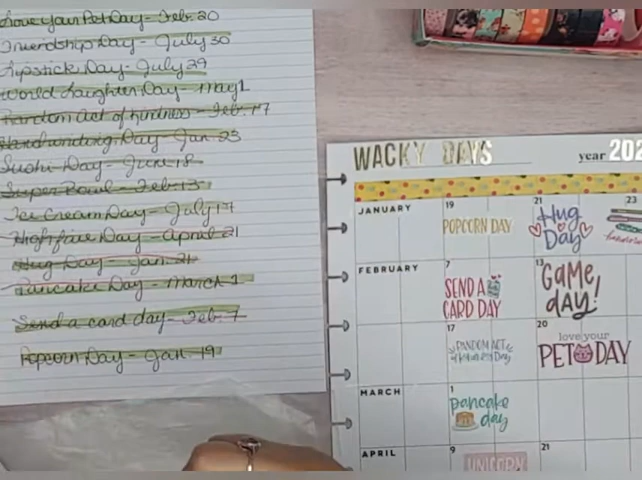 Love your Pet Day - Feb. 20
Friendship Day - July 30
Lipstick Day - July 29
World Laughter Day - May 1
Random Act of Kindness - Feb. 17
Handwriting Day - Jan. 23
Sushi Day - June 18
Super Bowl - Feb 13
Ice Cream Day - July 17
High five Day - April 21
Hug Day - Jan. 21
Pancake Day - March 1
Send a card day - Feb. 7
Popcorn Day - Jan. 19
WACKY DAYS
year 202
JANUARY
19
POPCORN DAY
21
Hug Day
23
FEBRUARY
7
SEND A CARD DAY
13
Game day!
17
RANDOM ACT of kindness Day
20
love your PET DAY
MARCH
1
pancake day
APRIL
9
UNICORN
21